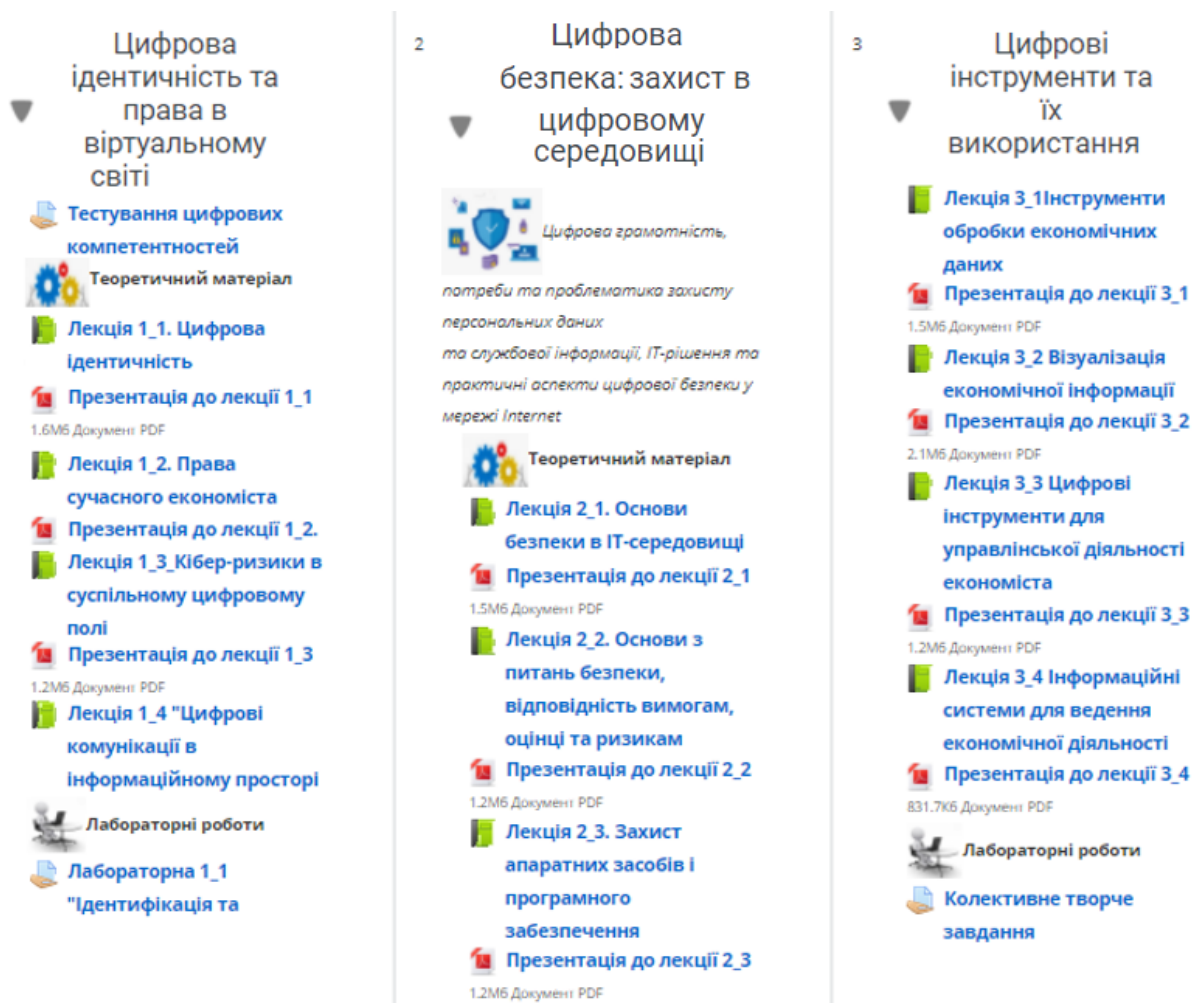 Цифрова
ідентичність та
права в
віртуальному
світі
Тестування цифрових
компетентностей
Теоретичний матеріал
Лекція 1_1. Цифрова
ідентичність
Презентація до лекції 1_1
1.6Мб Документ PDF
Лекція 1_2. Права
сучасного економіста
Презентація до лекції 1_2.
Лекція 1_3_Кібер-ризики в
суспільному цифровому
полі
Презентація до лекції 1_3
1.2Мб Документ PDF
Лекція 1_4 "Цифрові
комунікації в
інформаційному просторі
Лабораторні роботи
Лабораторна 1_1
"Ідентифікація та
2
Цифрова
безпека: захист в
цифровому
середовищі
Цифрова грамотність,
потреби та проблематика захисту
персональних даних
та службової інформації, ІТ-рішення та
практичні аспекти цифрової безпеки у
мережі Internet
Теоретичний матеріал
Лекція 2_1. Основи
безпеки в ІТ-середовищі
Презентація до лекції 2_1
1.5Мб Документ PDF
Лекція 2_2. Основи з
питань безпеки,
відповідність вимогам,
оцінці та ризикам
Презентація до лекції 2_2
1.2Мб Документ PDF
Лекція 2_3. Захист
апаратних засобів і
програмного
забезпечення
Презентація до лекції 2_3
1.2Мб Документ PDF
3
Цифрові
інструменти та
їх
використання
Лекція 3_1Інструменти
обробки економічних
даних
Презентація до лекції 3_1
1.5Мб Документ PDF
Лекція 3_2 Візуалізація
економічної інформації
Презентація до лекції 3_2
2.1Мб Документ PDF
Лекція 3_3 Цифрові
інструменти для
управлінської діяльності
економіста
Презентація до лекції 3_3
1.2Мб Документ PDF
Лекція 3_4 Інформаційні
системи для ведення
економічної діяльності
Презентація до лекції 3_4
831.7Кб Документ PDF
Лабораторні роботи
Колективне творче
завдання